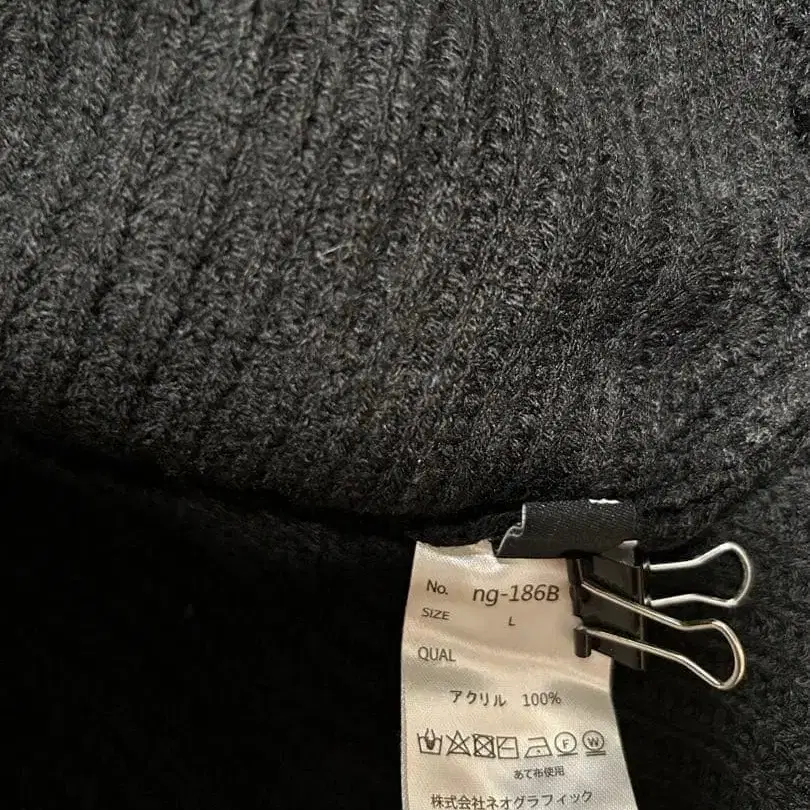 No. ng-186B
SIZE L
QUAL
アクリル 100%
F W
あて布使用
株式会社ネオグラフィック